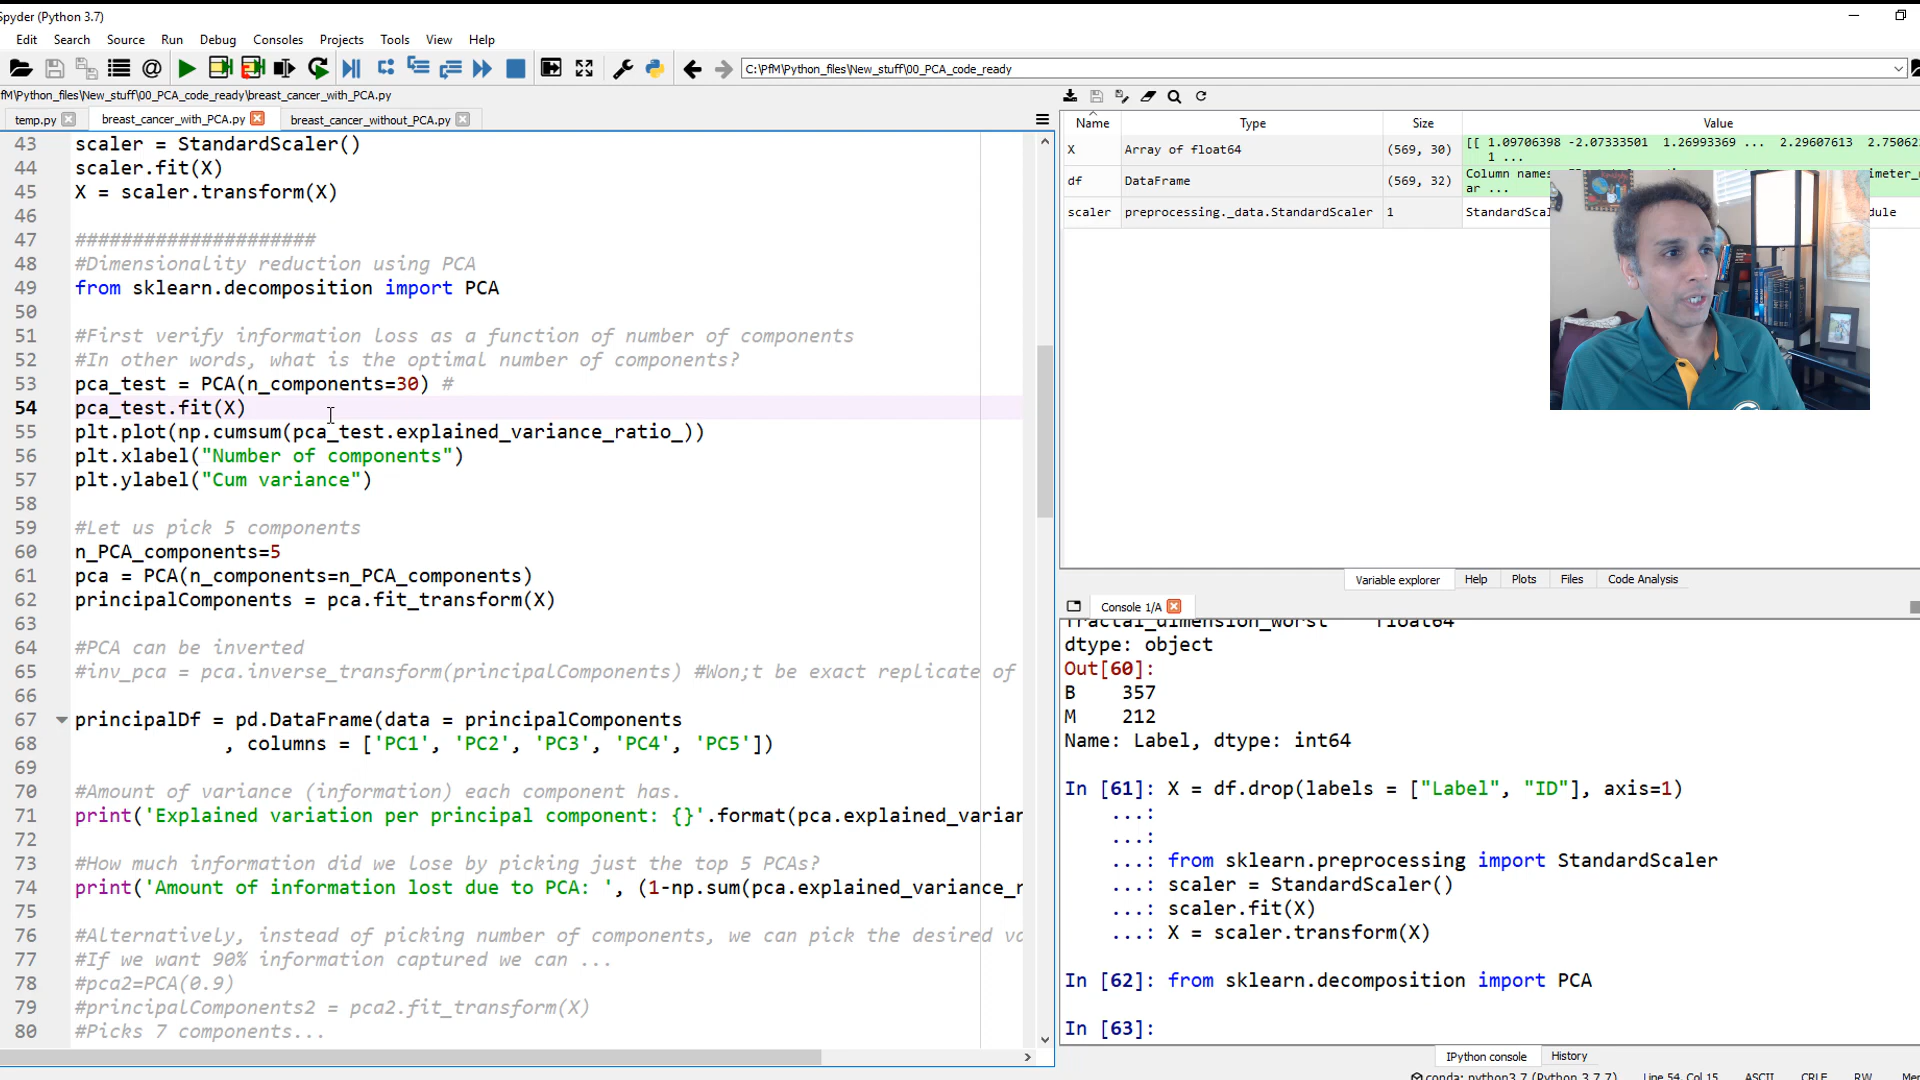 Spyder (Python 3.7)
Edit Search Source Run Debug Consoles Projects Tools View Help
C:\PfM\Python_files\New_stuff\00_PCA_code_ready
fM\Python_files\New_stuff\00_PCA_code_ready\breast_cancer_with_PCA.py
temp.py breast_cancer_with_PCA.py breast_cancer_without_PCA.py
43 scaler = StandardScaler()
44 scaler.fit(X)
45 X = scaler.transform(X)
46
47 #####################
48 #Dimensionality reduction using PCA
49 from sklearn.decomposition import PCA
50
51 #First verify information loss as a function of number of components
52 #In other words, what is the optimal number of components?
53 pca_test = PCA(n_components=30) #
54 pca_test.fit(X)
55 plt.plot(np.cumsum(pca_test.explained_variance_ratio_))
56 plt.xlabel("Number of components")
57 plt.ylabel("Cum variance")
58
59 #Let us pick 5 components
60 n_PCA_components=5
61 pca = PCA(n_components=n_PCA_components)
62 principalComponents = pca.fit_transform(X)
63
64 #PCA can be inverted
65 #inv_pca = pca.inverse_transform(principalComponents) #Won;t be exact replicate of
66
67 principalDf = pd.DataFrame(data = principalComponents
68 , columns = ['PC1', 'PC2', 'PC3', 'PC4', 'PC5'])
69
70 #Amount of variance (information) each component has.
71 print('Explained variation per principal component: {}'.format(pca.explained_varian
72
73 #How much information did we lose by picking just the top 5 PCAs?
74 print('Amount of information lost due to PCA: ', (1-np.sum(pca.explained_variance_r
75
76 #Alternatively, instead of picking number of components, we can pick the desired va
77 #If we want 90% information captured we can ...
78 #pca2=PCA(0.9)
79 #principalComponents2 = pca2.fit_transform(X)
80 #Picks 7 components...
Name Type Size Value
X Array of float64 (569, 30) [[ 1.09706398 -2.07333501 1.26993369 ... 2.29607613 2.75062
1 ...
df DataFrame (569, 32) Column names
ar ...
scaler preprocessing._data.StandardScaler 1 StandardScal dule
Variable explorer Help Plots Files Code Analysis
Console 1/A
fractal_dimension_worst float64
dtype: object
Out[60]:
B 357
M 212
Name: Label, dtype: int64
In [61]: X = df.drop(labels = ["Label", "ID"], axis=1)
...:
...:
...: from sklearn.preprocessing import StandardScaler
...: scaler = StandardScaler()
...: scaler.fit(X)
...: X = scaler.transform(X)
In [62]: from sklearn.decomposition import PCA
In [63]:
IPython console History
conda: python3.7 (Python 3.7.7) Line 54, Col 15 ASCII CRLF RW